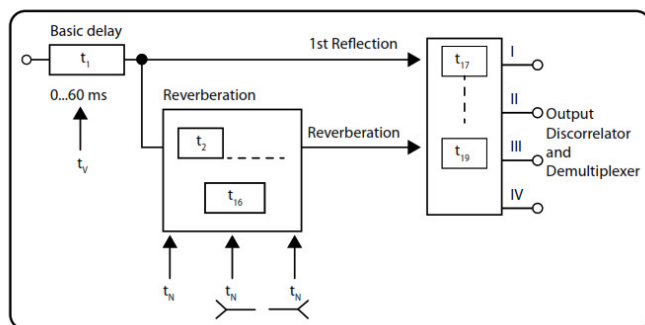 Basic delay
t1
0...60 ms
tV
1st Reflection
Reverberation
t2
t16
Reverberation
tN
tN
tN
t17
t19
I
II
III
IV
Output
Discorrelator
and
Demultiplexer